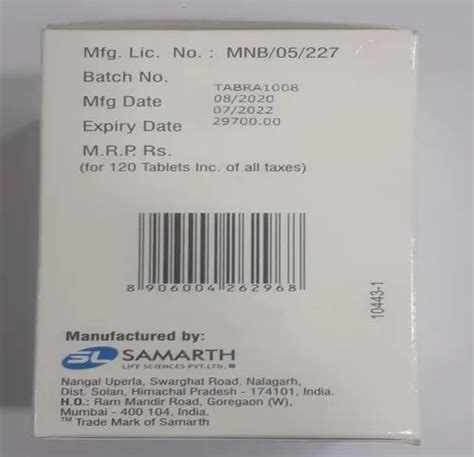 Mfg. Lic. No. : MNB/05/227
Batch No. TABRA1008
Mfg Date 08/2020
Expiry Date 07/2022
M.R.P. Rs. 29700.00
(for 120 Tablets Inc. of all taxes)
8 906004 262968
10443-1
Manufactured by:
SL SAMARTH
LIFE SCIENCES PVT.LTD.
Nangal Uperla, Swarghat Road, Nalagarh,
Dist. Solan, Himachal Pradesh - 174101, India.
H.O.: Ram Mandir Road, Goregaon (W),
Mumbai - 400 104, India.
™ Trade Mark of Samarth